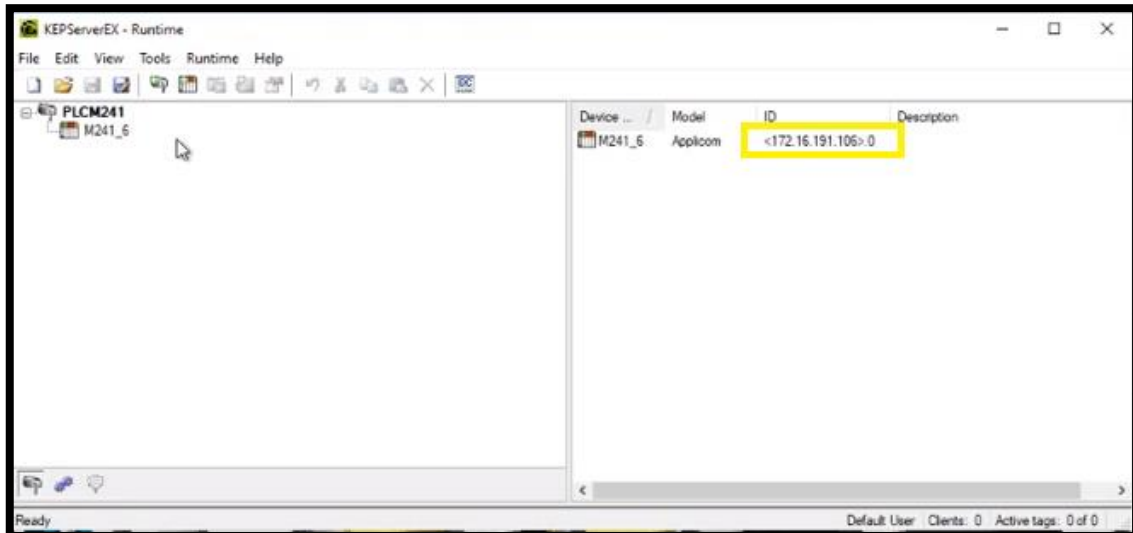 KEPServerEX - Runtime
File Edit View Tools Runtime Help
PLCM241
M241_6
Device ... / Model ID Description
M241_6 Applicom <172.16.191.106>.0
Ready
Default User Clients: 0 Active tags: 0 of 0